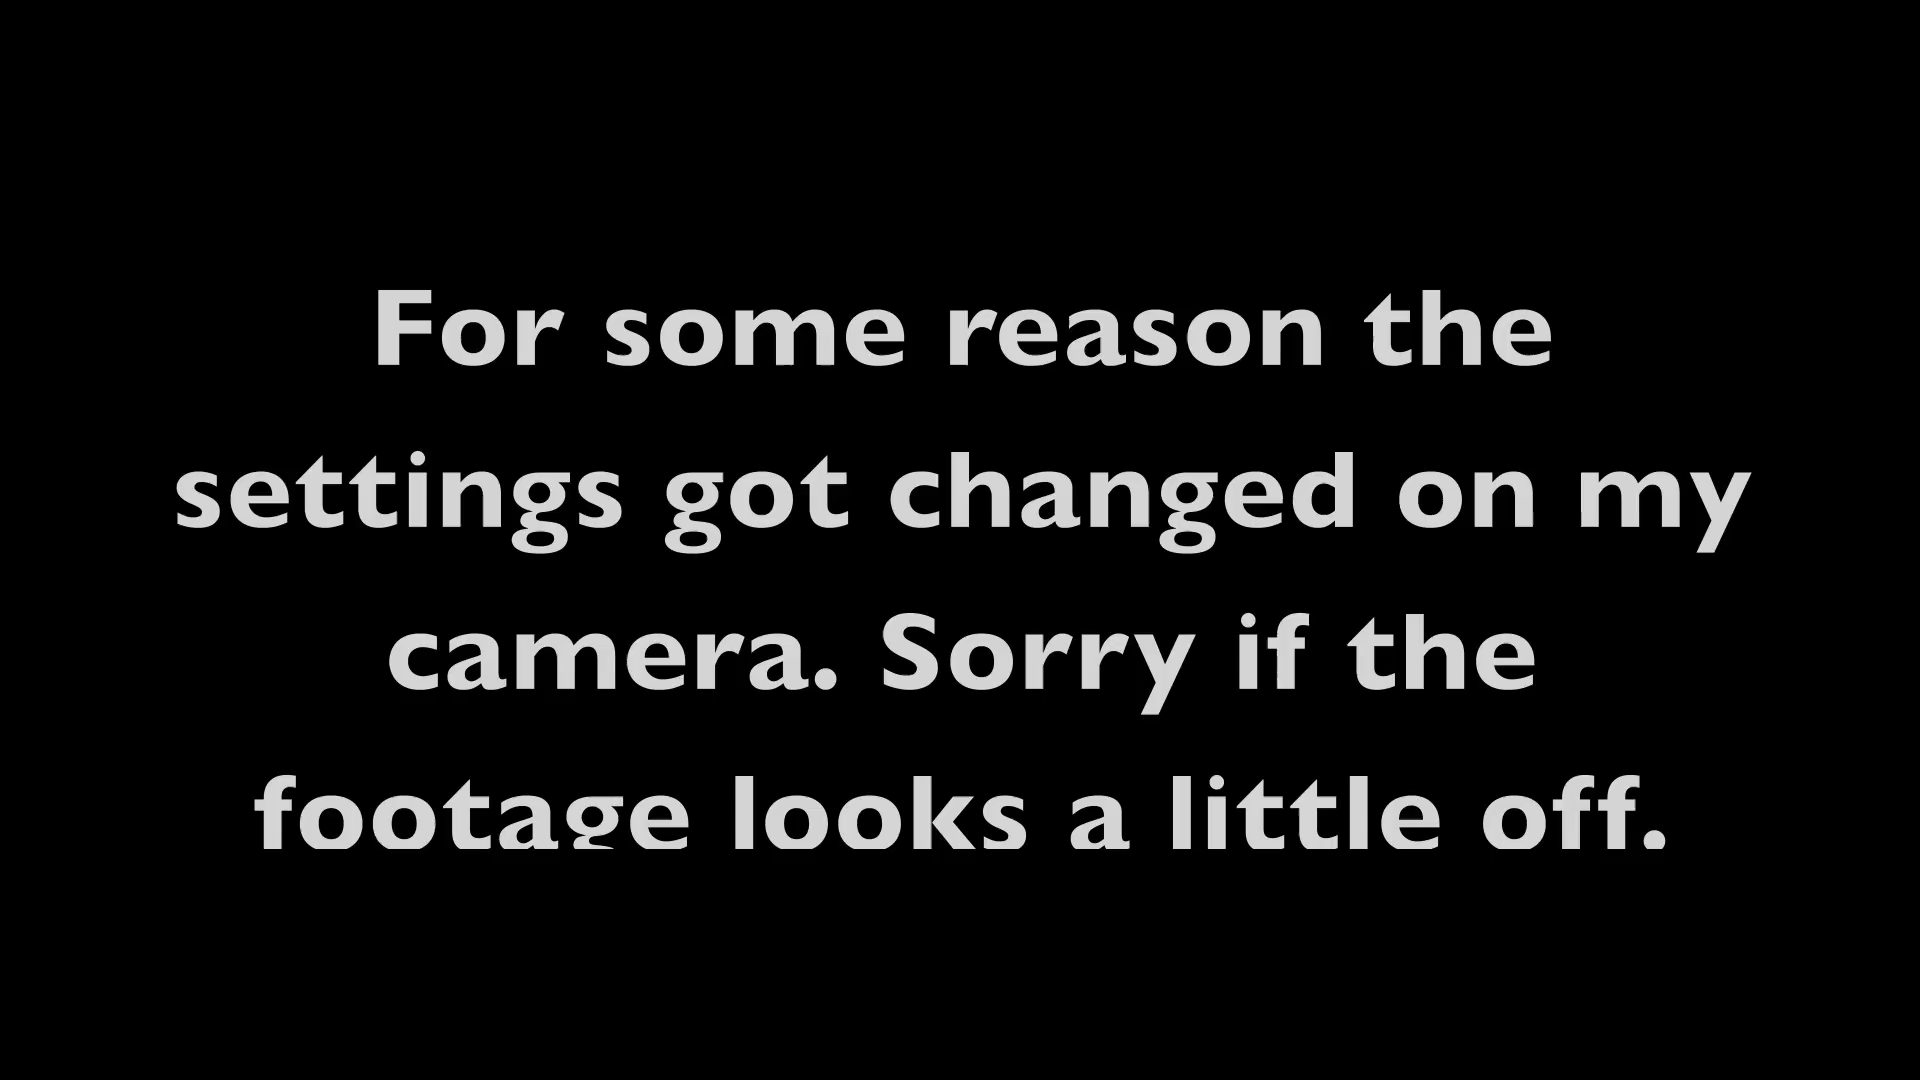 For some reason the
settings got changed on my
camera. Sorry if the
footage looks a little off.